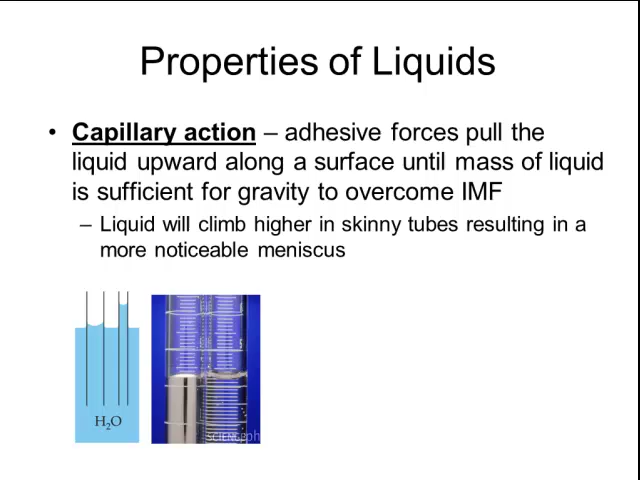 Properties of Liquids
• Capillary action – adhesive forces pull the
liquid upward along a surface until mass of liquid
is sufficient for gravity to overcome IMF
– Liquid will climb higher in skinny tubes resulting in a
more noticeable meniscus
H₂O